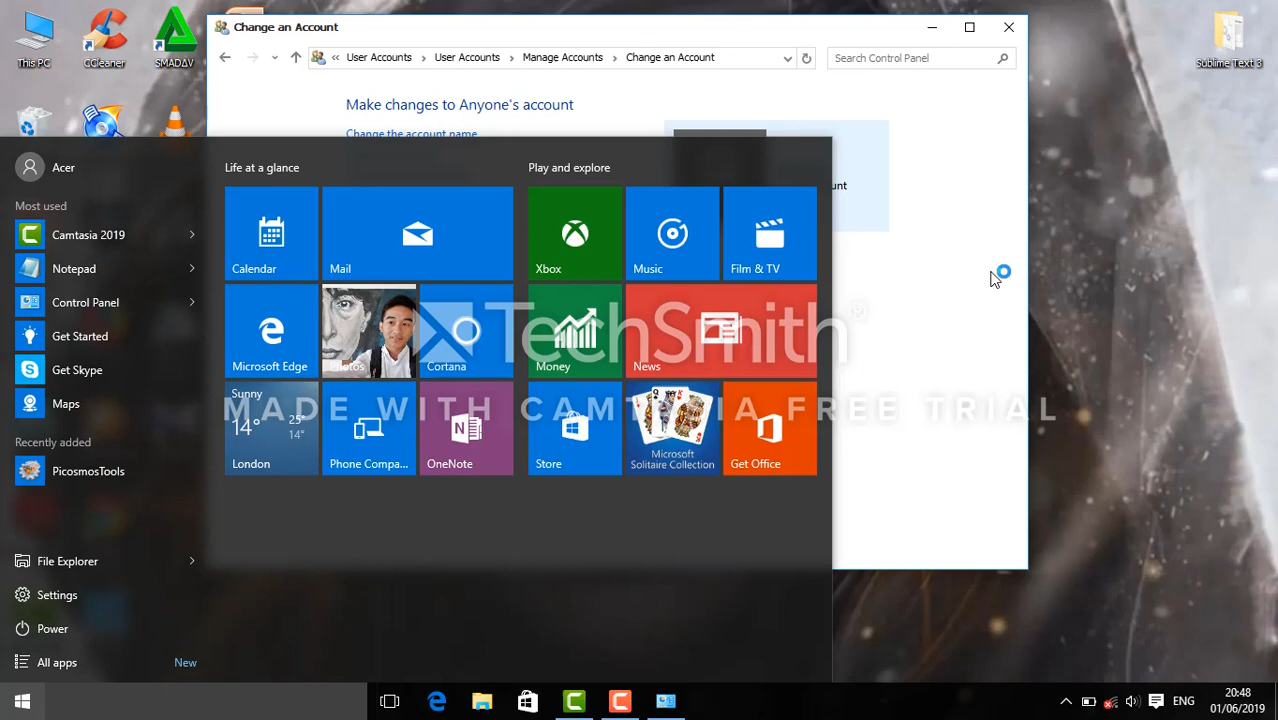 This PC
CCleaner
SMADΔV
Sublime Text 3
Change an Account
« User Accounts > User Accounts > Manage Accounts > Change an Account
Search Control Panel
Make changes to Anyone's account
Change the account name
Acer
Most used
Camtasia 2019
Notepad
Control Panel
Get Started
Get Skype
Maps
Recently added
PicosmosTools
File Explorer
Settings
Power
All apps
New
Life at a glance
Calendar
Mail
Microsoft Edge
Photos
Cortana
Sunny
14° 25°
14°
London
Phone Compa...
OneNote
Play and explore
Xbox
Music
Film & TV
Money
News
Store
Microsoft
Solitaire Collection
Get Office
TechSmith®
MADE WITH CAMTASIA FREE TRIAL
ENG
20:48
01/06/2019